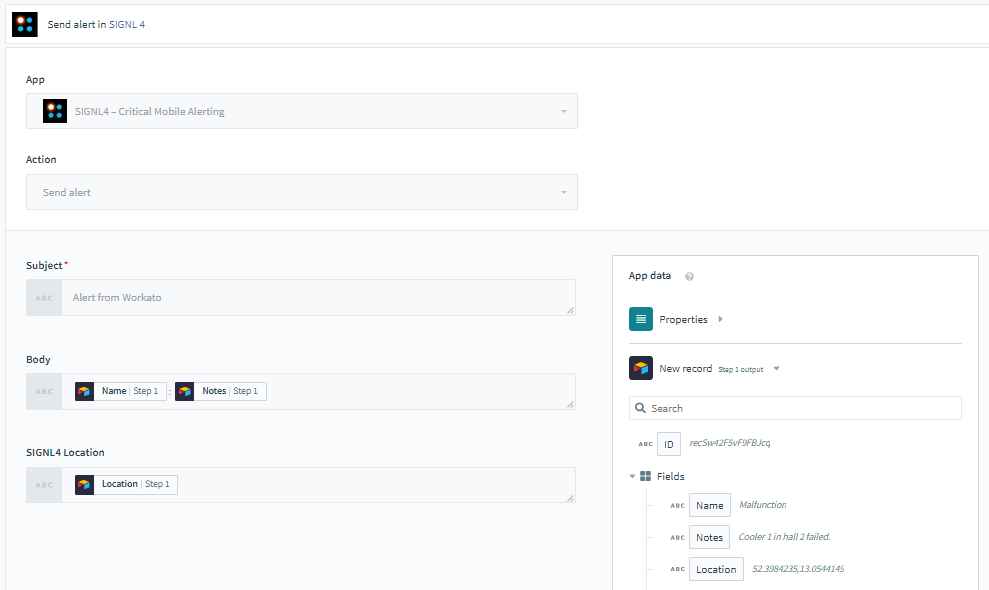 Send alert in SIGNL 4
App
SIGNL4 – Critical Mobile Alerting
Action
Send alert
Subject*
ABC Alert from Workato
Body
ABC Name | Step 1 : Notes | Step 1
SIGNL4 Location
ABC Location | Step 1
App data ?
Properties
New record Step 1 output
Search
ABC ID recSw42F5vF9FBJcq
Fields
ABC Name Malfunction
ABC Notes Cooler 1 in hall 2 failed.
ABC Location 52.3984235,13.0544149